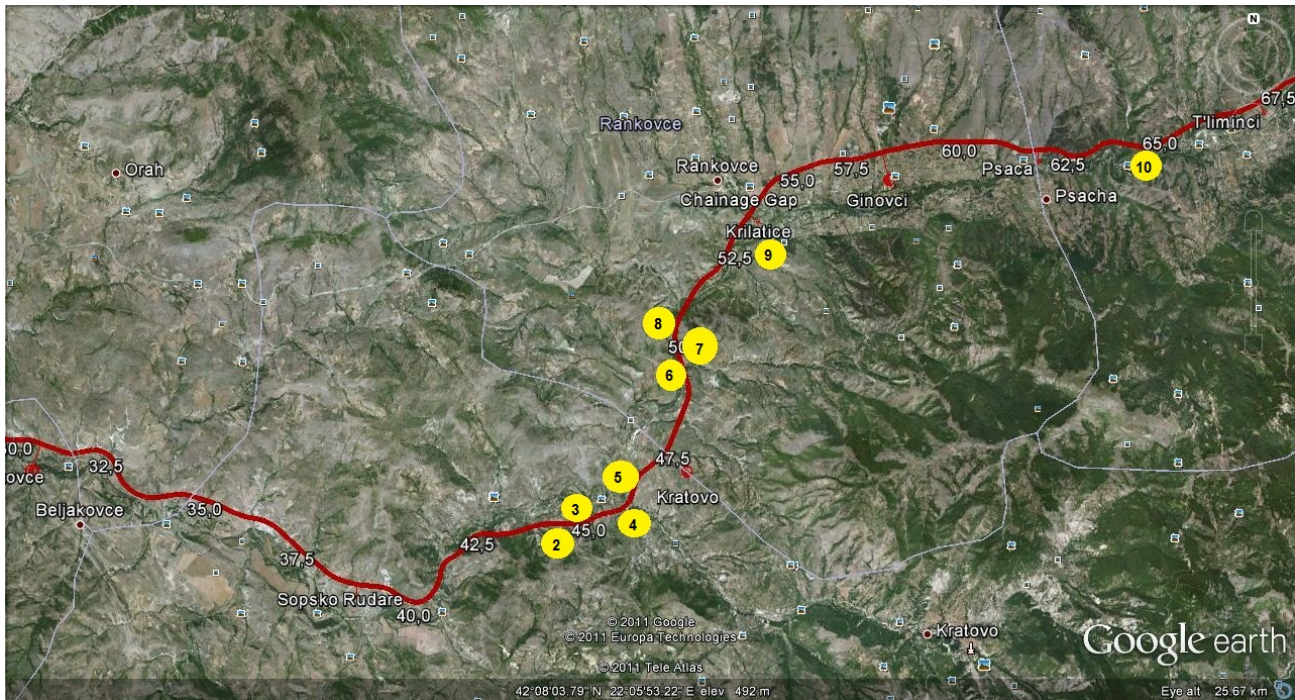 N
67,5
T'liminci
Rankovce
60,0
65,0
Orah
Rankovce
55,0
57,5
Psaca
62,5
10
Chainage Gap
Ginovci
Psacha
Krilatice
52,5
9
8
50
7
6
30,0
32,5
47,5
ovce
5
Kratovo
35,0
3
Beljakovce
45,0
4
42,5
2
37,5
Sopsko Rudare
40,0
© 2011 Google
© 2011 Europa Technologies
Kratovo
Google earth
© 2011 Tele Atlas
42°08'03.79" N 22°05'53.22" E elev 492 m
Eye alt 25.67 km